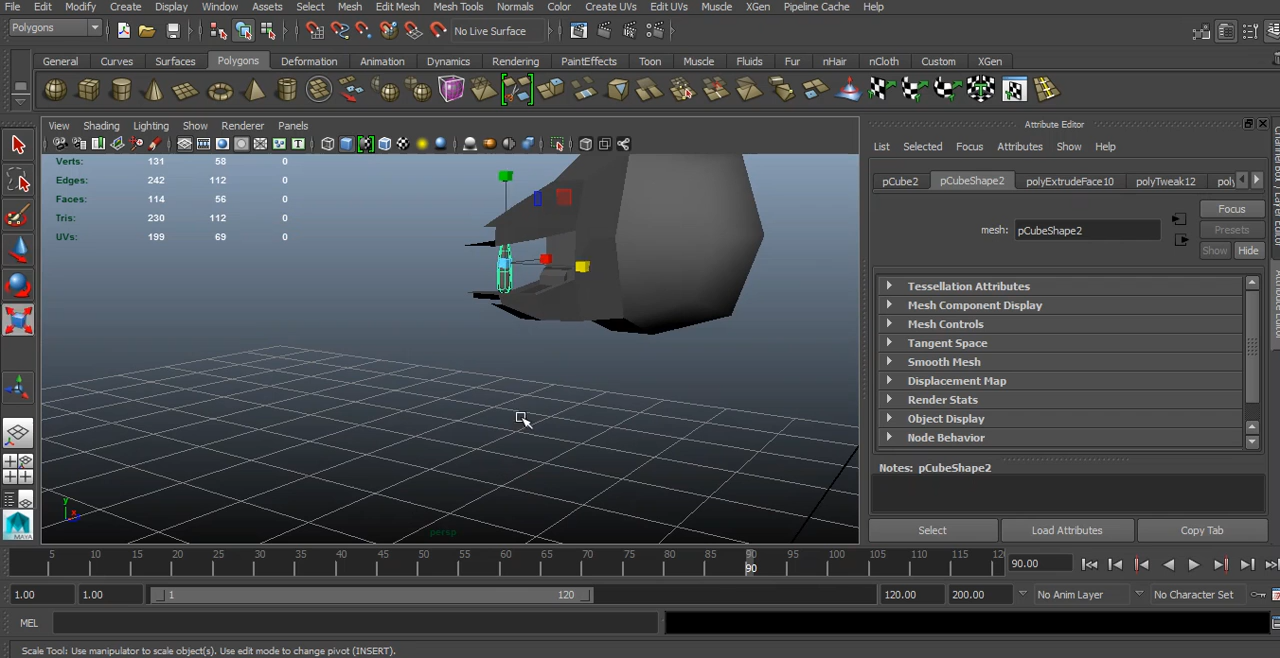 File Edit Modify Create Display Window Assets Select Mesh Edit Mesh Mesh Tools Normals Color Create UVs Edit UVs Muscle XGen Pipeline Cache Help
Polygons No Live Surface
General Curves Surfaces Polygons Deformation Animation Dynamics Rendering PaintEffects Toon Muscle Fluids Fur nHair nCloth Custom XGen
View Shading Lighting Show Renderer Panels
Verts: 131 58 0
Edges: 242 112 0
Faces: 114 56 0
Tris: 230 112 0
UVs: 199 69 0
y
x
persp
Attribute Editor
List Selected Focus Attributes Show Help
pCube2 pCubeShape2 polyExtrudeFace10 polyTweak12
mesh: pCubeShape2 Focus
Presets
Show Hide
Tessellation Attributes
Mesh Component Display
Mesh Controls
Tangent Space
Smooth Mesh
Displacement Map
Render Stats
Object Display
Node Behavior
Notes: pCubeShape2
Select Load Attributes Copy Tab
5 10 15 20 25 30 35 40 45 50 55 60 65 70 75 80 85 90 95 100 105 110 115 90.00
90
1.00 1.00 1 120 120.00 200.00 No Anim Layer No Character Set
MEL
Scale Tool: Use manipulator to scale object(s). Use edit mode to change pivot (INSERT).